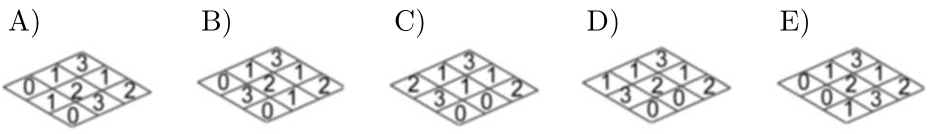 A) B) C) D) E)
3 3 3 3 3
1 1 1 1 1 1 1 1 1 1
0 2 2 0 2 2 2 1 2 1 2 2 0 2 2
1 3 3 1 3 0 3 0 0 3
0 0 0 0 1